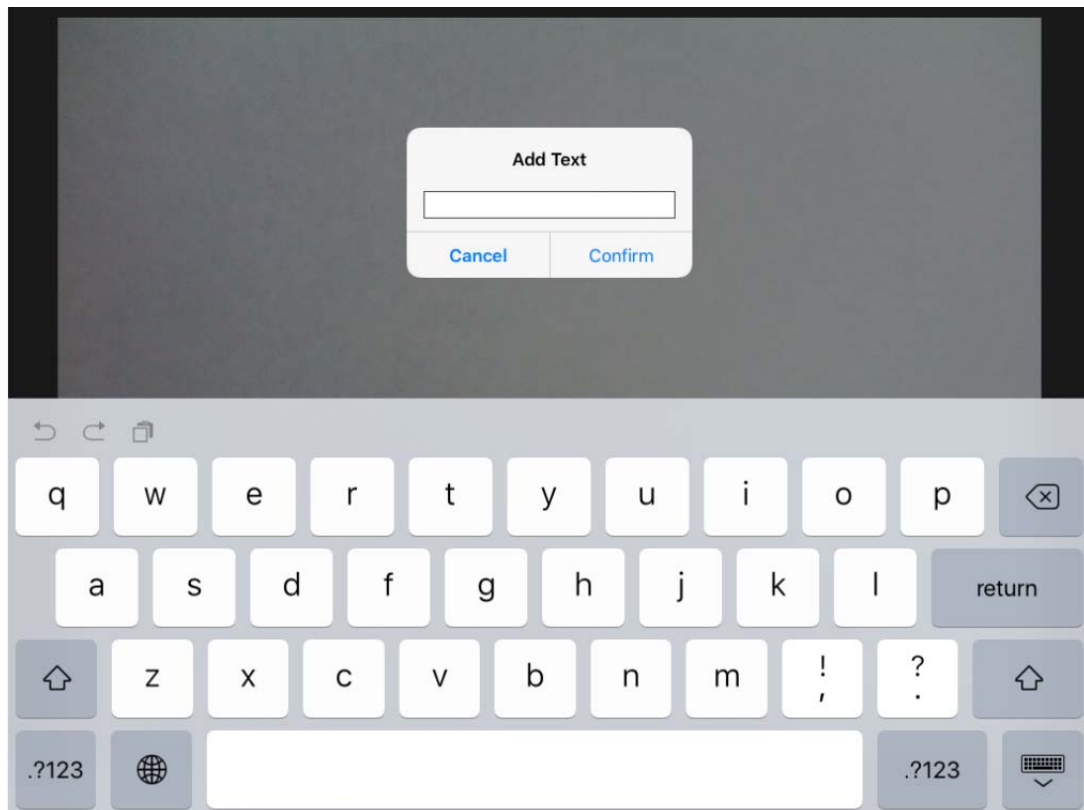 Add Text
Cancel Confirm
q w e r t y u i o p
a s d f g h j k l return
z x c v b n m ! , ? .
.?123 .?123